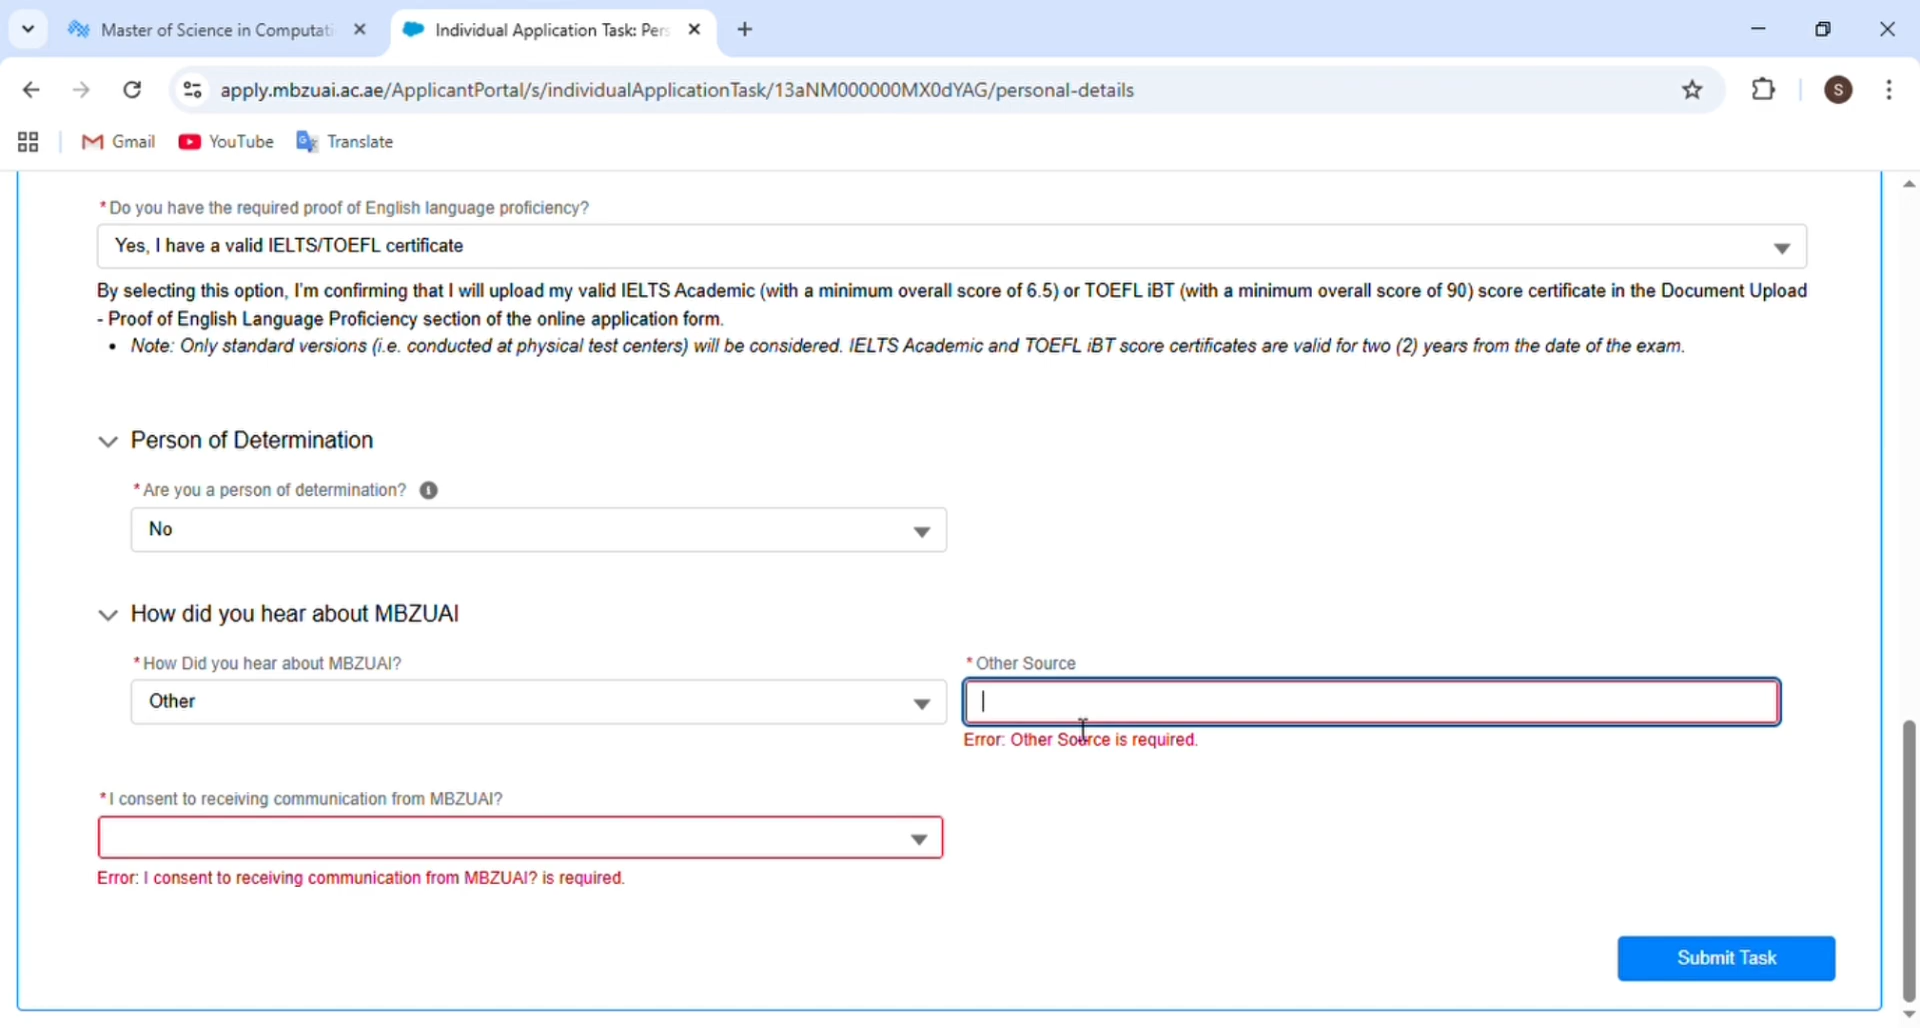 Master of Science in Computati
Individual Application Task: Pers
apply.mbzuai.ac.ae/ApplicantPortal/s/individualApplicationTask/13aNM000000MX0dYAG/personal-details
S
Gmail
YouTube
Translate
*Do you have the required proof of English language proficiency?
Yes, I have a valid IELTS/TOEFL certificate
By selecting this option, I'm confirming that I will upload my valid IELTS Academic (with a minimum overall score of 6.5) or TOEFL iBT (with a minimum overall score of 90) score certificate in the Document Upload
- Proof of English Language Proficiency section of the online application form.
• Note: Only standard versions (i.e. conducted at physical test centers) will be considered. IELTS Academic and TOEFL iBT score certificates are valid for two (2) years from the date of the exam.
Person of Determination
*Are you a person of determination?
No
How did you hear about MBZUAI
*How Did you hear about MBZUAI?
* Other Source
Other
Error: Other Source is required.
*I consent to receiving communication from MBZUAI?
Error: I consent to receiving communication from MBZUAI? is required.
Submit Task